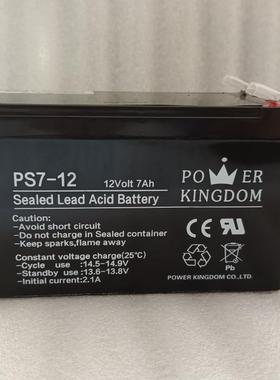 PS7-12
12Volt 7Ah
Sealed Lead Acid Battery
POWER
KINGDOM
Caution:
-Avoid short circuit
-Do not charge in Sealed container
-Keep sparks,flame away
Constant voltage charge(25℃)
-Cycle use :14.5-14.9V
-Standby use :13.6-13.8V
-Initial current:2.1A
CE
Pb
POWER KINGDOM CO., LTD